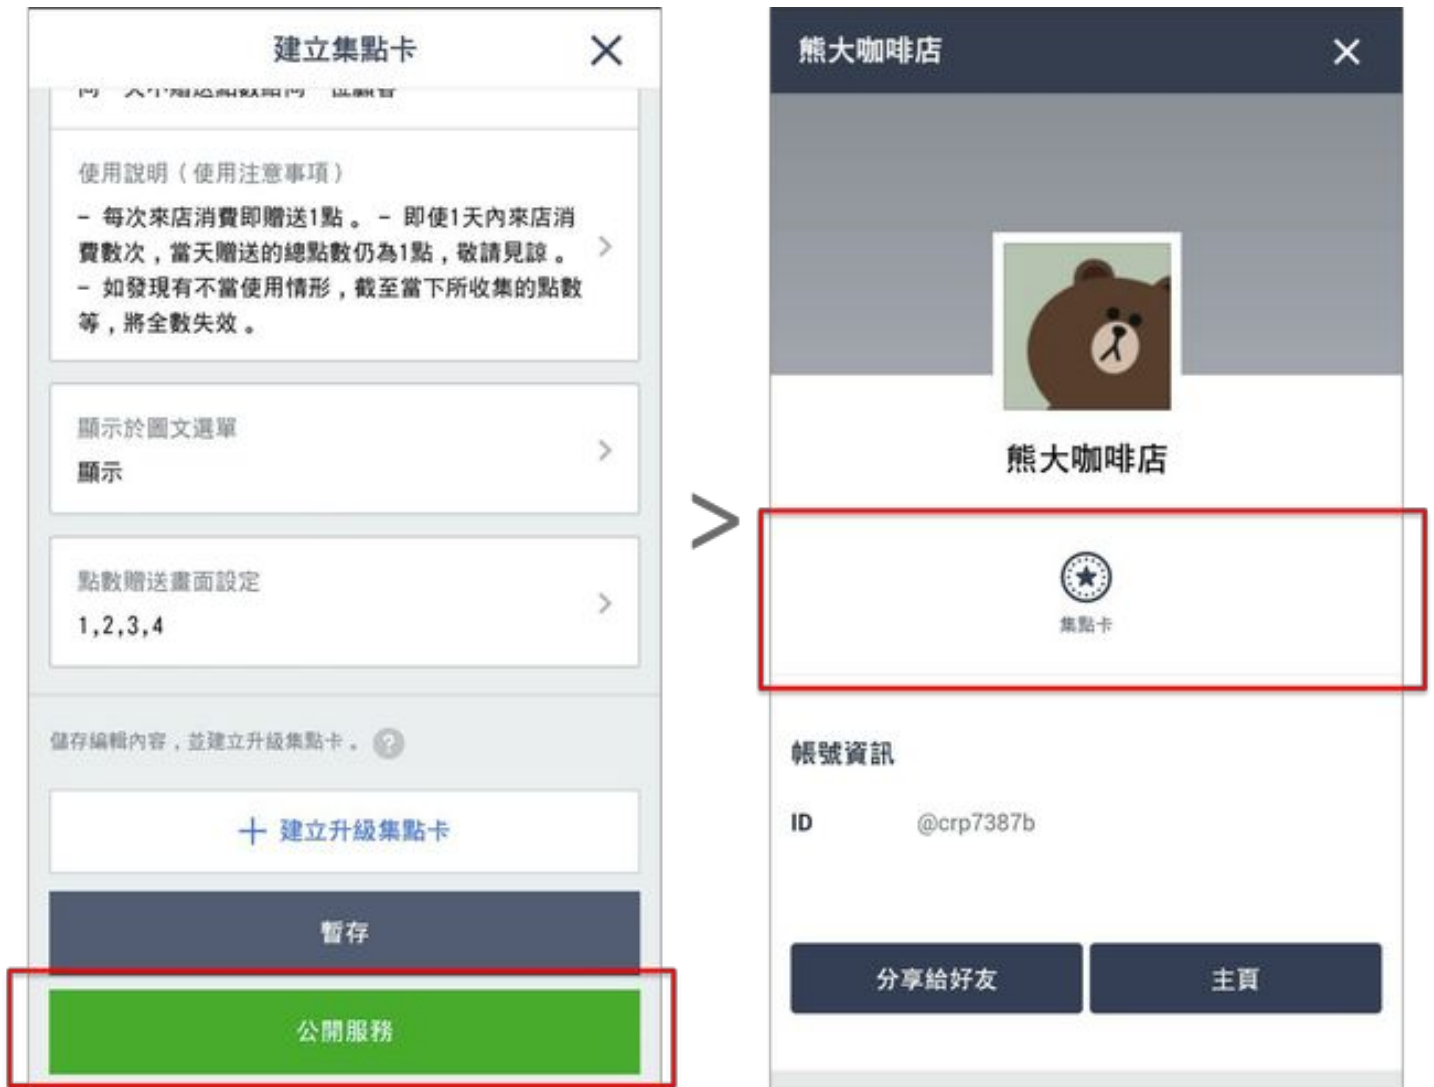 建立集點卡
使用說明（使用注意事項）
– 每次來店消費即贈送1點。 – 即使1天內來店消
費數次，當天贈送的總點數仍為1點，敬請見諒。
– 如發現有不當使用情形，截至當下所收集的點數
等，將全數失效。
顯示於圖文選單
顯示
點數贈送畫面設定
1,2,3,4
儲存編輯內容，並建立升級集點卡。 ?
＋ 建立升級集點卡
暫存
公開服務
>
熊大咖啡店
熊大咖啡店
集點卡
帳號資訊
ID @crp7387b
分享給好友 主頁